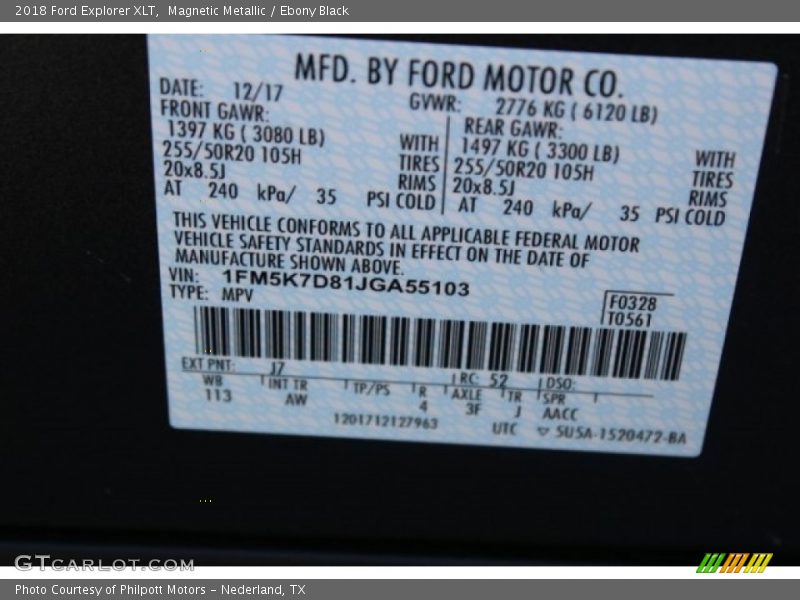 2018 Ford Explorer XLT,  Magnetic Metallic / Ebony Black
MFD. BY FORD MOTOR CO.
DATE: 12/17 GVWR: 2776 KG ( 6120 LB)
FRONT GAWR: REAR GAWR:
1397 KG ( 3080 LB) WITH 1497 KG ( 3300 LB) WITH
255/50R20 105H TIRES 255/50R20 105H TIRES
20x8.5J RIMS 20x8.5J RIMS
AT 240 kPa/ 35 PSI COLD AT 240 kPa/ 35 PSI COLD
THIS VEHICLE CONFORMS TO ALL APPLICABLE FEDERAL MOTOR
VEHICLE SAFETY STANDARDS IN EFFECT ON THE DATE OF
MANUFACTURE SHOWN ABOVE.
VIN: 1FM5K7D81JGA55103
TYPE: MPV F0328
T0561
EXT PNT: J7 RC: 52 DSO:
WB INT TR TP/PS R AXLE TR SPR
113 AW 4 3F J AACC
1201712127963 UTC ▽ 5U5A-1520472-BA
GTCARLOT.COM
Photo Courtesy of Philpott Motors - Nederland, TX